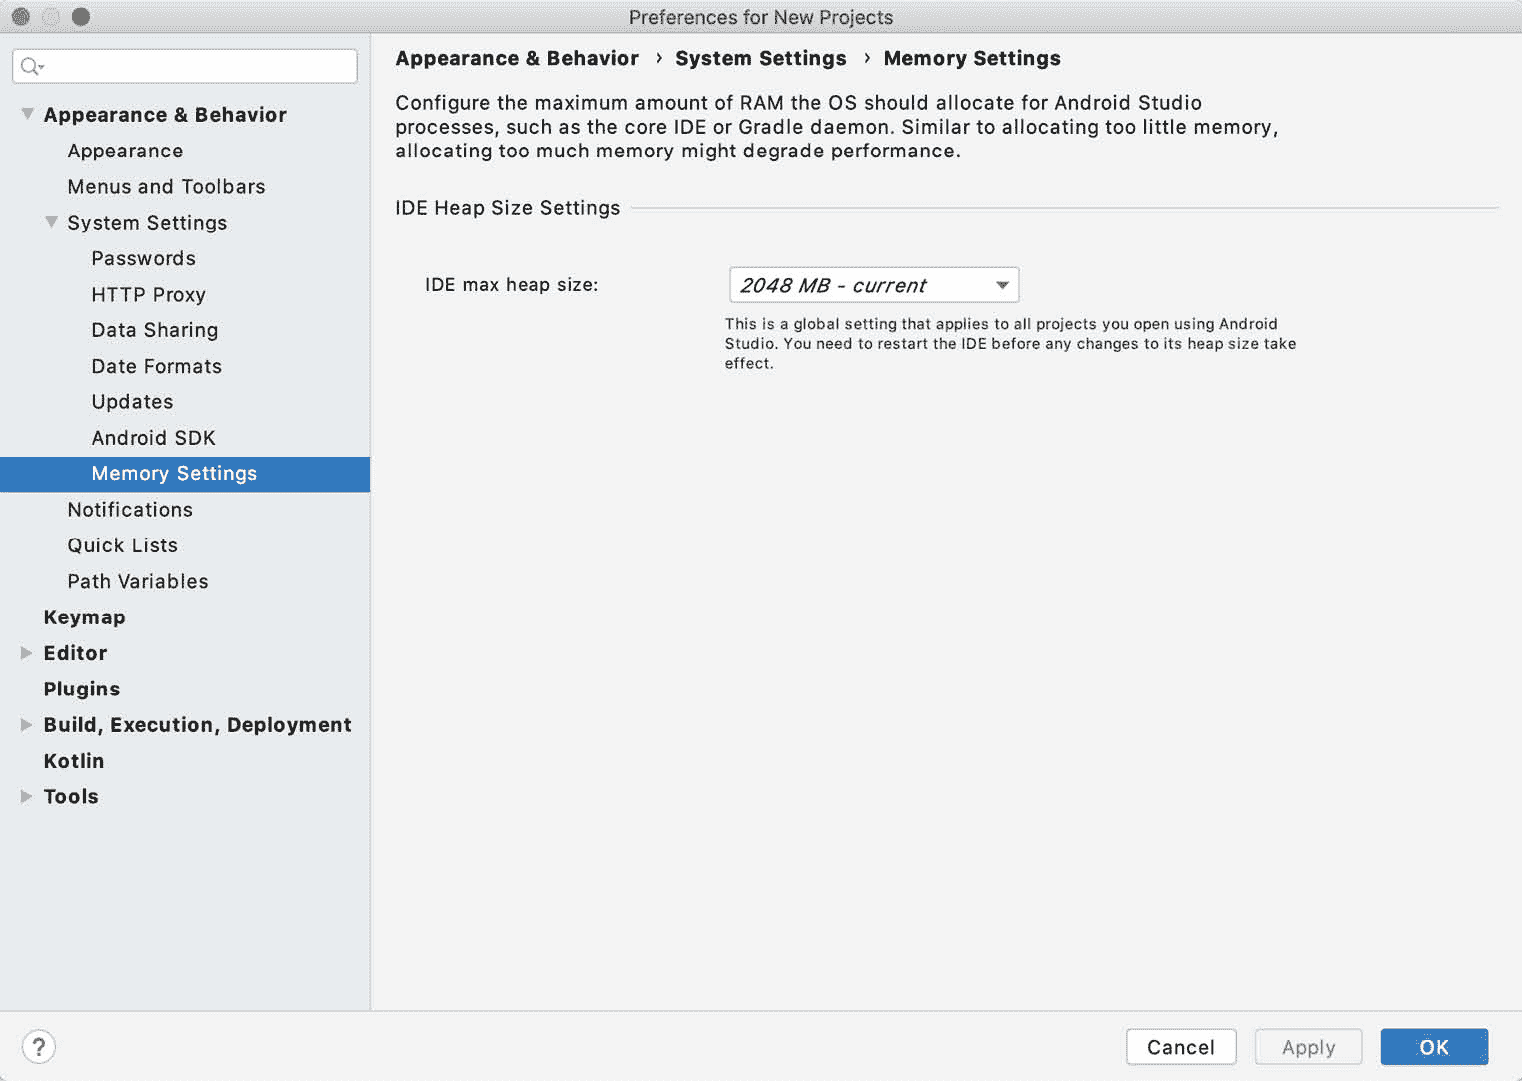 Preferences for New Projects
Appearance & Behavior
Appearance
Menus and Toolbars
System Settings
Passwords
HTTP Proxy
Data Sharing
Date Formats
Updates
Android SDK
Memory Settings
Notifications
Quick Lists
Path Variables
Keymap
Editor
Plugins
Build, Execution, Deployment
Kotlin
Tools
Appearance & Behavior › System Settings › Memory Settings
Configure the maximum amount of RAM the OS should allocate for Android Studio
processes, such as the core IDE or Gradle daemon. Similar to allocating too little memory,
allocating too much memory might degrade performance.
IDE Heap Size Settings
IDE max heap size: 2048 MB - current
This is a global setting that applies to all projects you open using Android
Studio. You need to restart the IDE before any changes to its heap size take
effect.
?
Cancel Apply OK